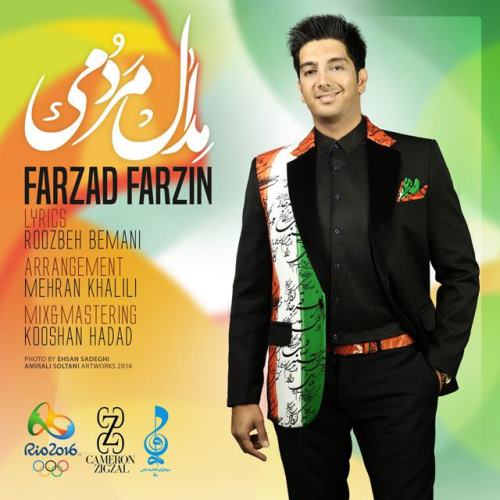 مدال مردمی
FARZAD FARZIN
LYRICS
ROOZBEH BEMANI
ARRANGEMENT
MEHRAN KHALILI
MIX&MASTERING
KOOSHAN HADAD
PHOTO BY EHSAN SADEGHI
AMIRALI SOLTANI ARTWORKS 2016
Rio2016
CAMERON
ZIGZAL